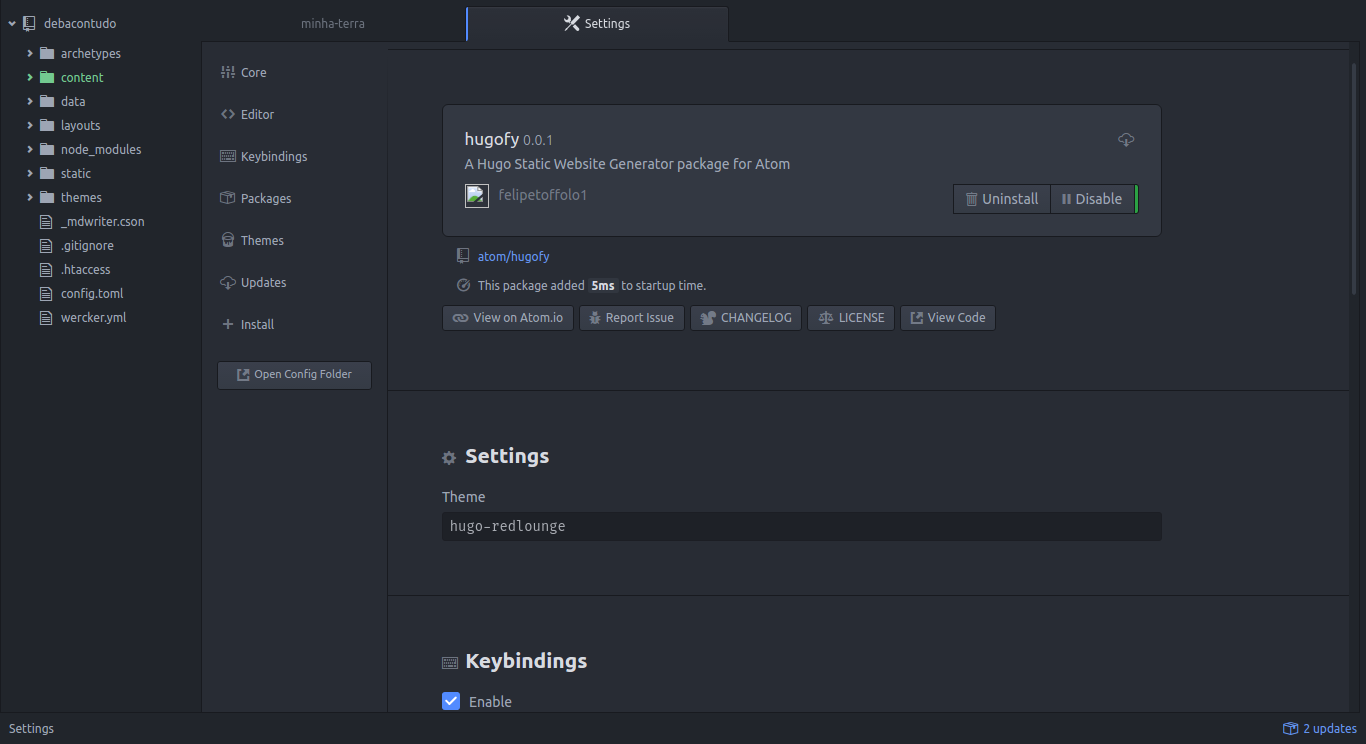 debacontudo
archetypes
content
data
layouts
node_modules
static
themes
_mdwriter.cson
.gitignore
.htaccess
config.toml
wercker.yml
minha-terra
Settings
Core
Editor
Keybindings
Packages
Themes
Updates
Install
Open Config Folder
hugofy 0.0.1
A Hugo Static Website Generator package for Atom
felipetoffolo1
Uninstall
Disable
atom/hugofy
This package added 5ms to startup time.
View on Atom.io
Report Issue
CHANGELOG
LICENSE
View Code
Settings
Theme
hugo-redlounge
Keybindings
Enable
Settings
2 updates